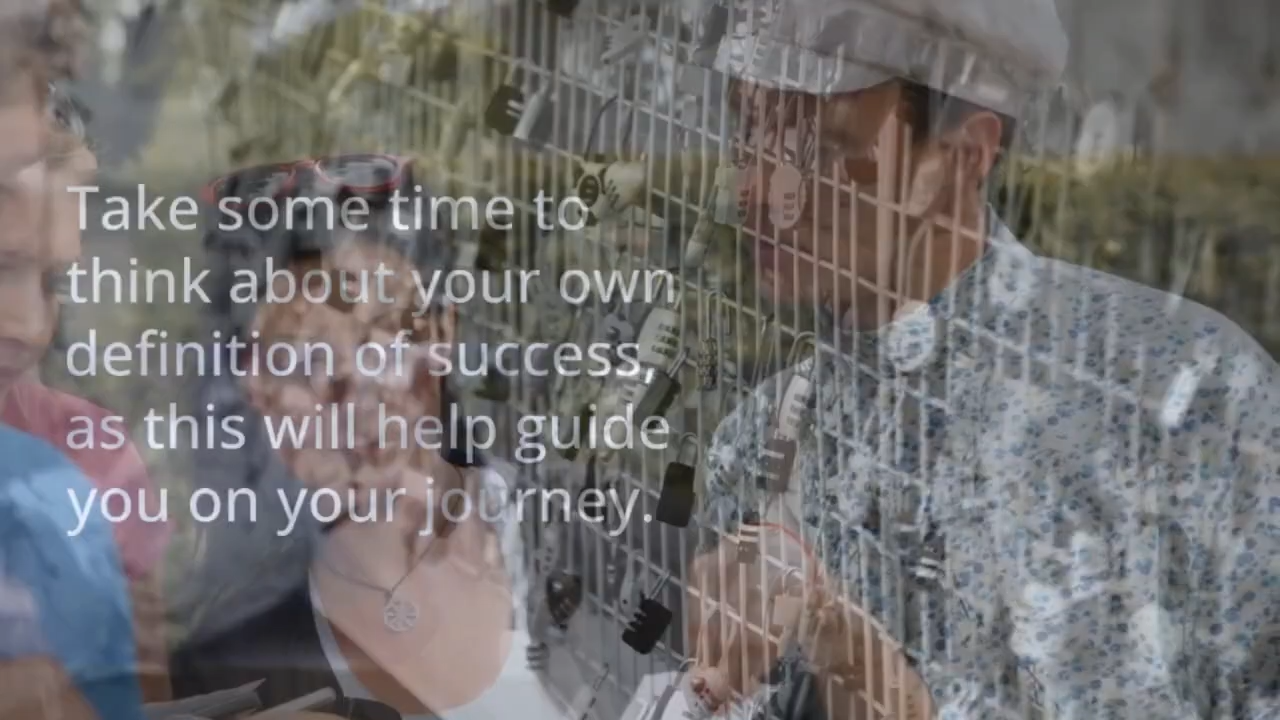 Take some time to
think about your own
definition of success,
as this will help guide
you on your journey.